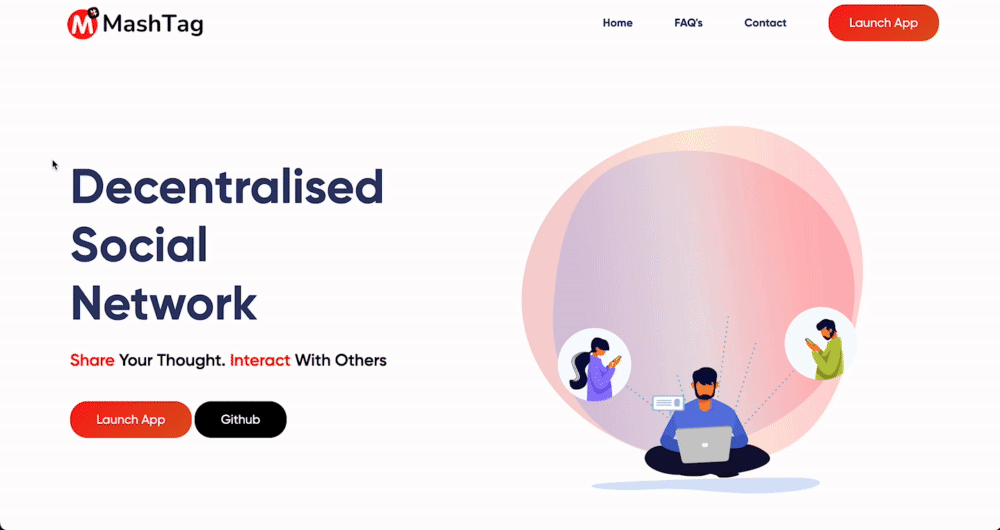 MashTag
Home FAQ's Contact Launch App
Decentralised
Social
Network
Share Your Thought. Interact With Others
Launch App Github